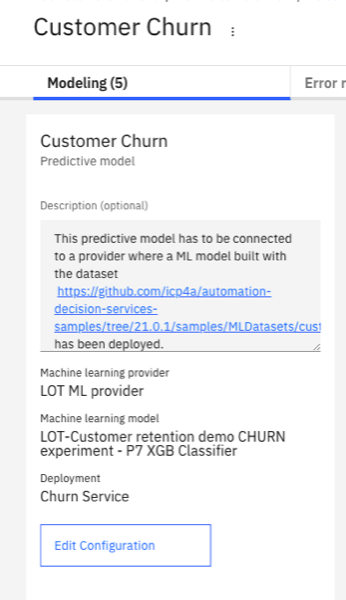 Customer Churn
Modeling (5)
Error
Customer Churn
Predictive model
Description (optional)
This predictive model has to be connected
to a provider where a ML model built with
the dataset
https://github.com/icp4a/automation-
decision-services-
samples/tree/21.0.1/samples/MLDatasets/cust
has been deployed.
Machine learning provider
LOT ML provider
Machine learning model
LOT-Customer retention demo CHURN
experiment - P7 XGB Classifier
Deployment
Churn Service
Edit Configuration